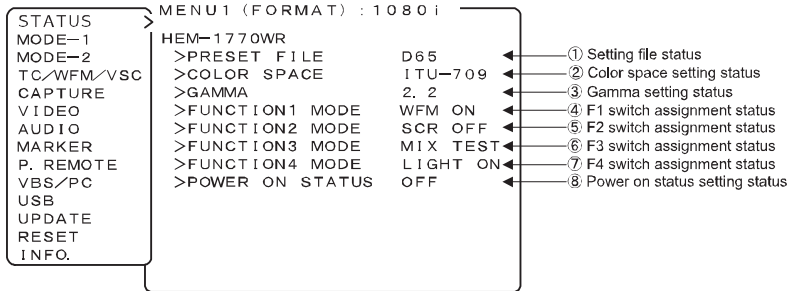 MENU1 (FORMAT) : 1080i
STATUS
MODE-1
MODE-2
TC/WFM/VSC
CAPTURE
VIDEO
AUDIO
MARKER
P. REMOTE
VBS/PC
USB
UPDATE
RESET
INFO.
HEM-1770WR
>PRESET FILE D65 ① Setting file status
>COLOR SPACE ITU-709 ② Color space setting status
>GAMMA 2. 2 ③ Gamma setting status
>FUNCTION1 MODE WFM ON ④ F1 switch assignment status
>FUNCTION2 MODE SCR OFF ⑤ F2 switch assignment status
>FUNCTION3 MODE MIX TEST ⑥ F3 switch assignment status
>FUNCTION4 MODE LIGHT ON ⑦ F4 switch assignment status
>POWER ON STATUS OFF ⑧ Power on status setting status